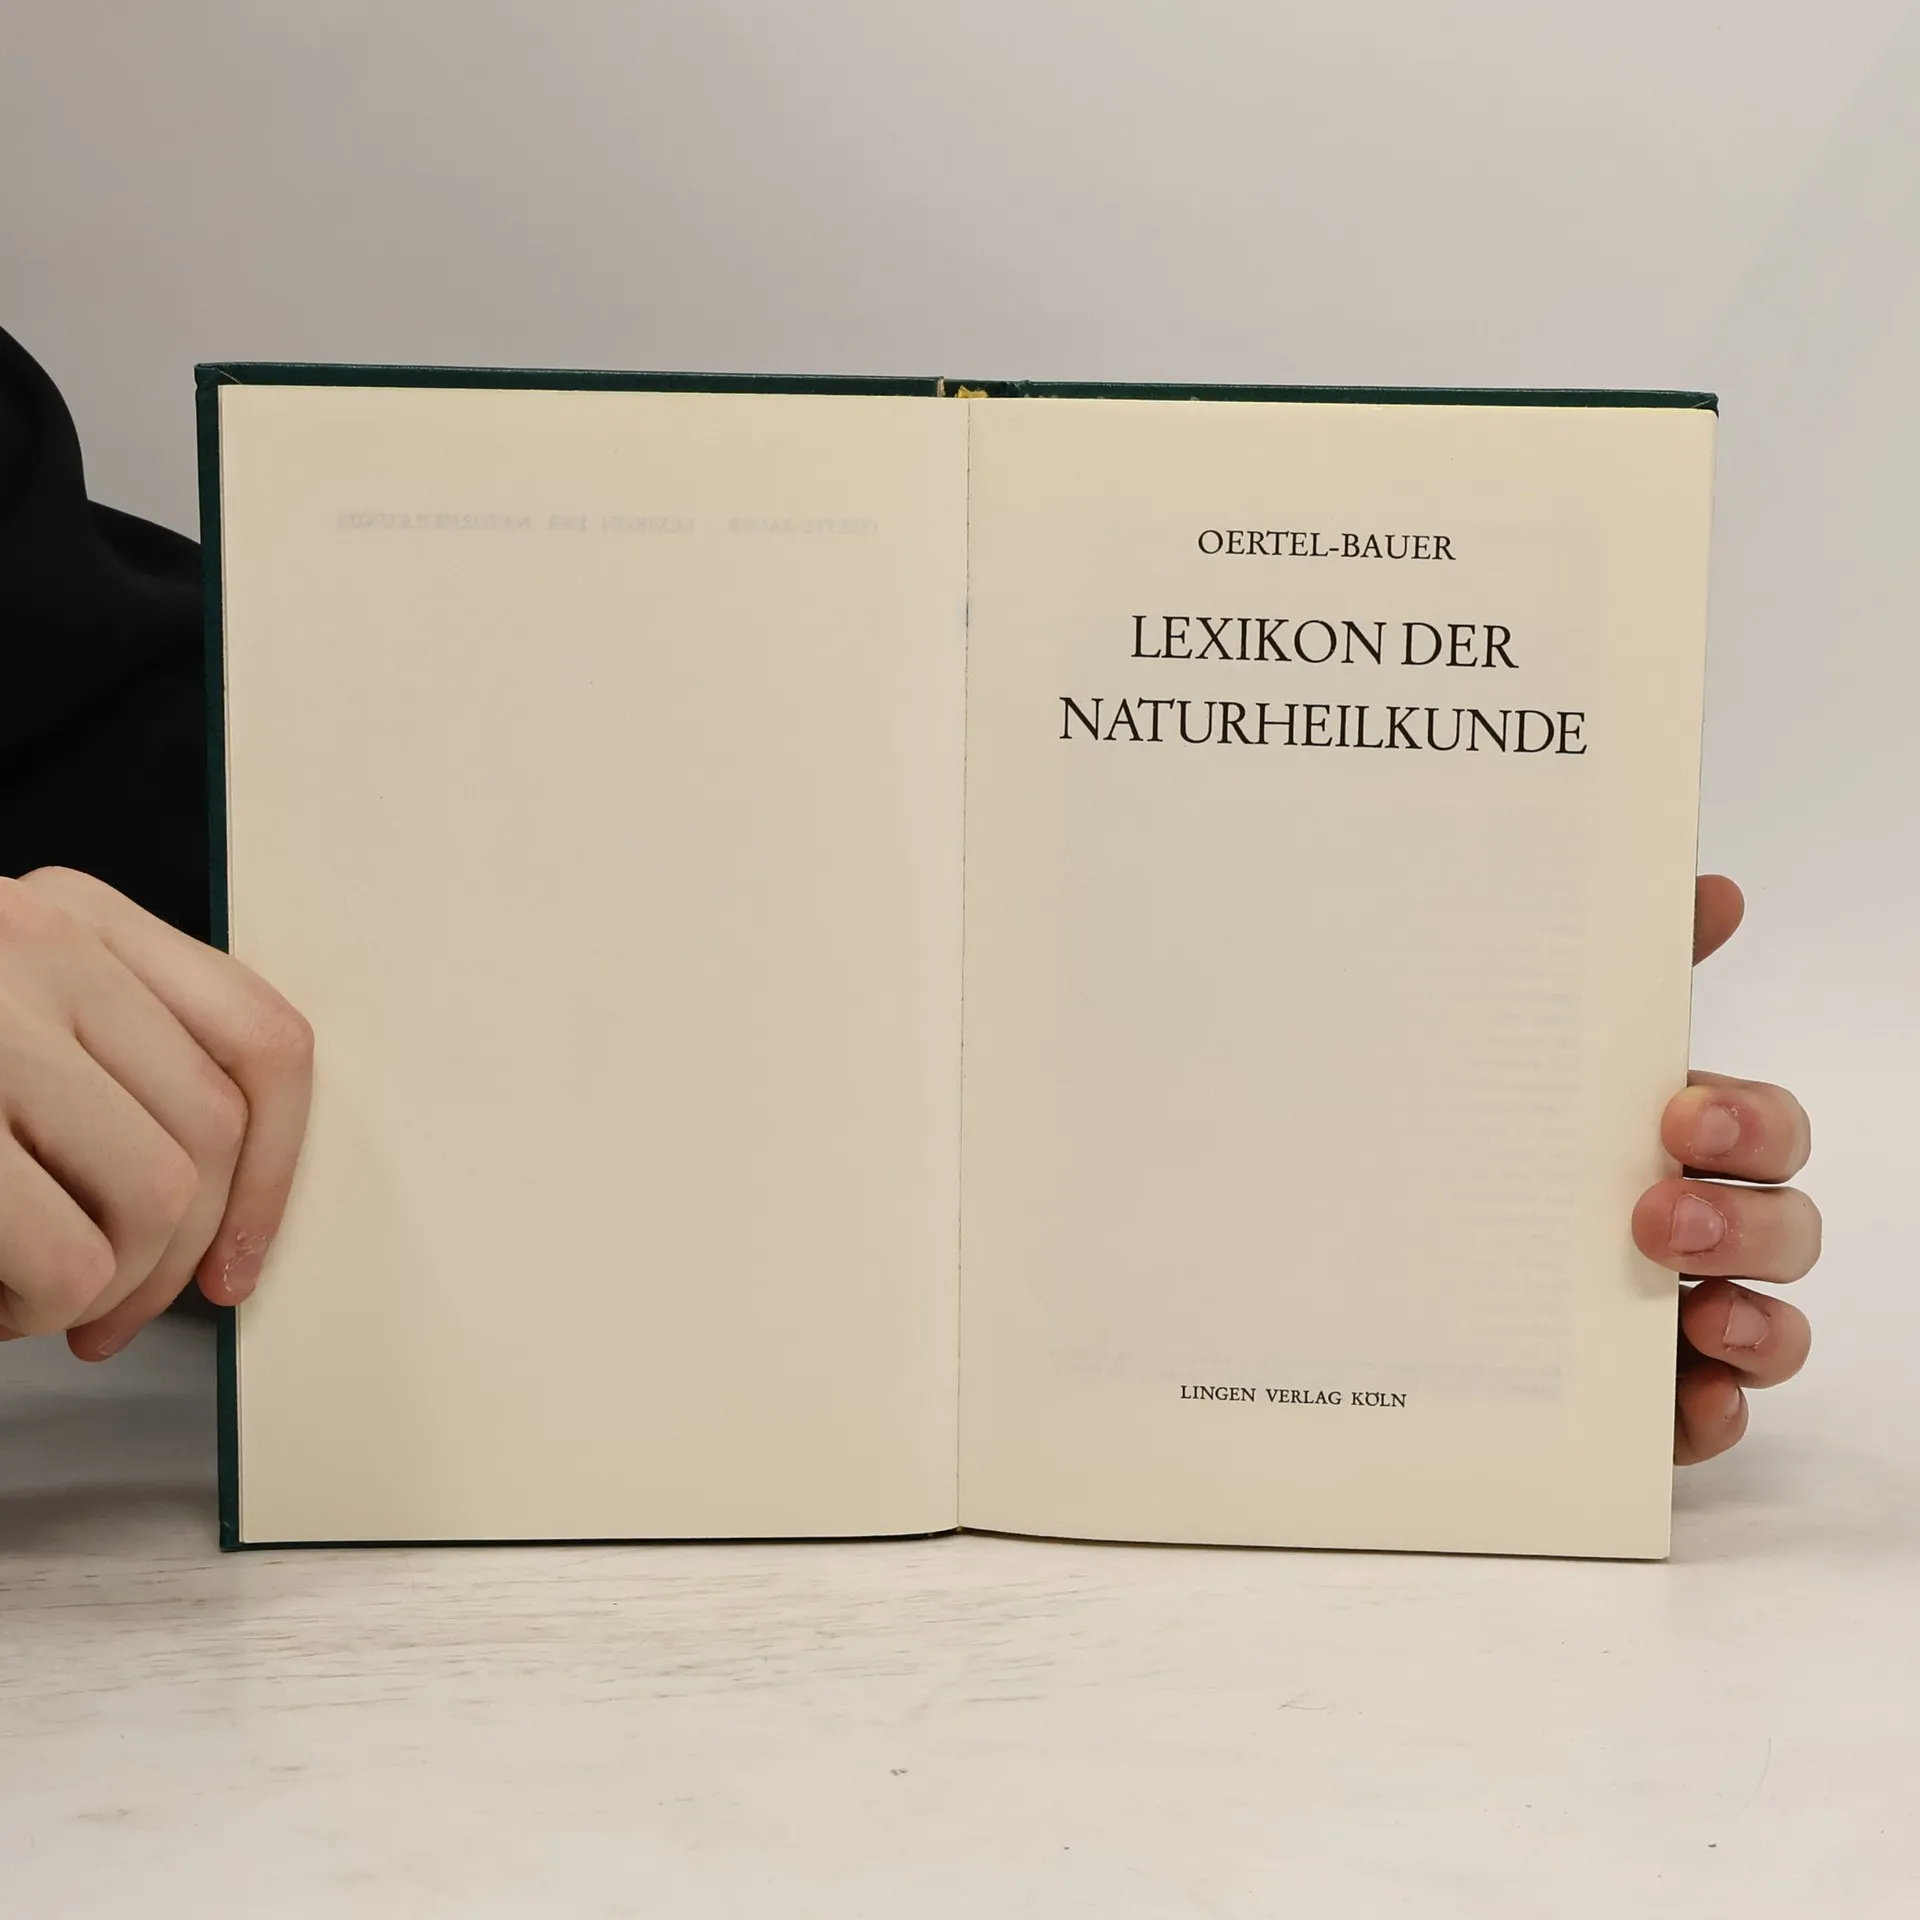 OERTEL-BAUER
LEXIKON DER
NATURHEILKUNDE
LINGEN VERLAG KÖLN